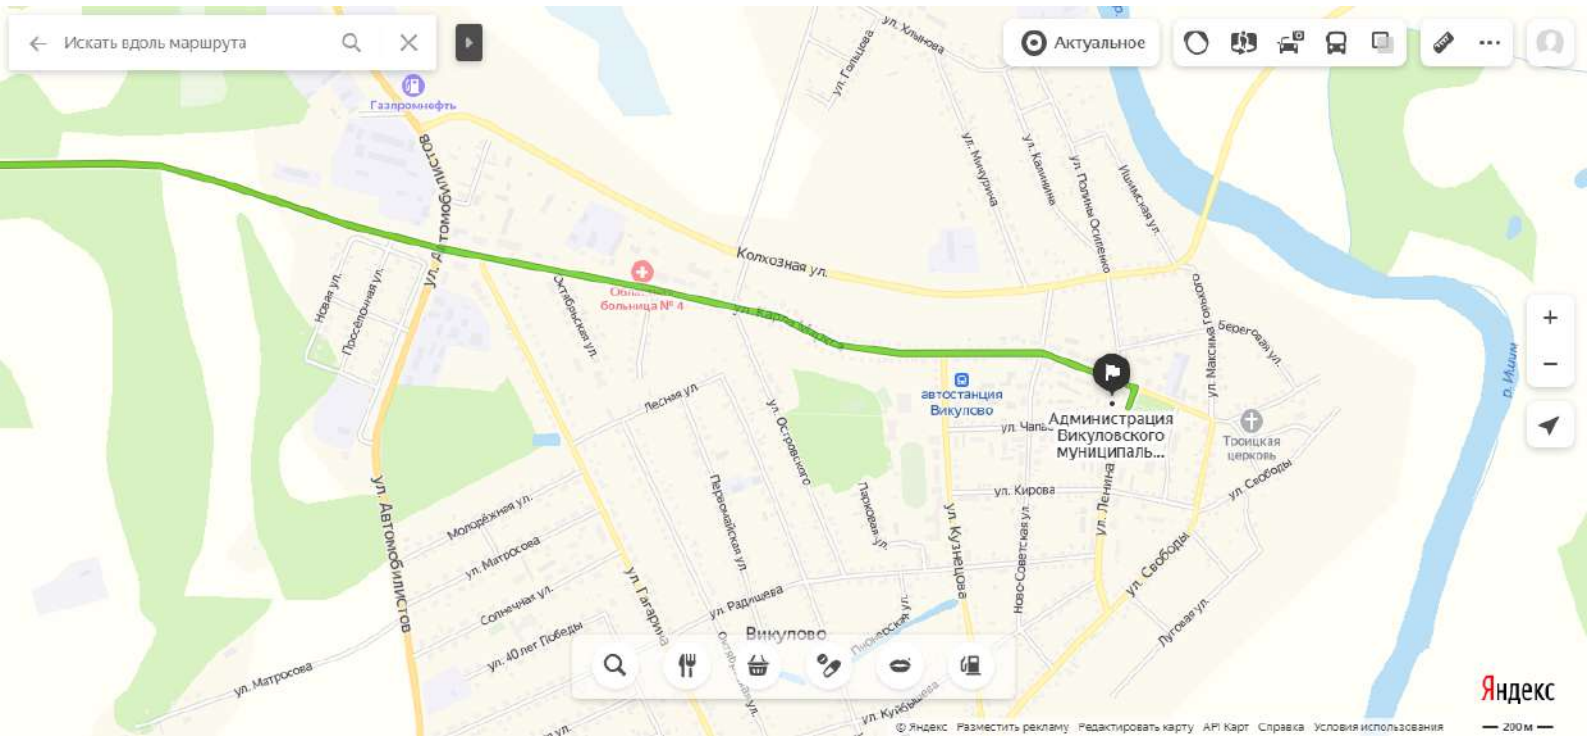 Искать вдоль маршрута
Актуальное
ул. Хлынова
ул. Гольцова
Газпромнефть
ул. Автомобилистов
ул. Мичурина
ул. Калинина
ул. Полины Осипенко
Ишимская ул.
Колхозная ул.
Новая ул.
Просёлочная ул.
Октябрьская ул.
больница № 4
ул. Карла Маркса
ул. Максима Горького
Береговая ул.
р. Ишим
автостанция
Викулово
Администрация
Викуловского
муниципаль...
ул. Чапа
Троицкая
церковь
Лесная ул.
ул. Островского
ул. Свободы
ул. Кирова
ул. Ленина
Парковая ул.
Первомайская ул.
Молодёжная ул.
ул. Автомобилистов
ул. Матросова
ул. Кузнецова
Ново-Советская ул.
ул. Свободы
Солнечная ул.
ул. Гагарина
ул. Радищева
Луговая ул.
ул. 40 лет Победы
Викулово
Пионерская ул.
ул. Матросова
ул. Куйбышева
Яндекс
© Яндекс Разместить рекламу Редактировать карту API Карт Справка Условия использования
200 м